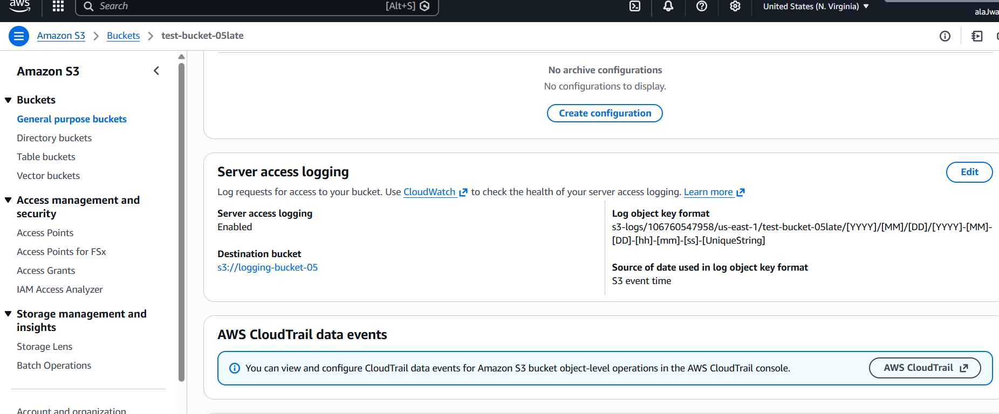 aws
Search
[Alt+S]
United States (N. Virginia)
Amazon S3
Buckets
test-bucket-05late
Amazon S3
Buckets
General purpose buckets
Directory buckets
Table buckets
Vector buckets
Access management and
security
Access Points
Access Points for FSx
Access Grants
IAM Access Analyzer
Storage management and
insights
Storage Lens
Batch Operations
Account and organization
No archive configurations
No configurations to display.
Create configuration
Server access logging
Edit
Log requests for access to your bucket. Use CloudWatch to check the health of your server access logging. Learn more
Server access logging
Enabled
Destination bucket
s3://logging-bucket-05
Log object key format
s3-logs/106760547958/us-east-1/test-bucket-05late/[YYYY]/[MM]/[DD]/[YYYY]-[MM]-
[DD]-[hh]-[mm]-[ss]-[UniqueString]
Source of date used in log object key format
S3 event time
AWS CloudTrail data events
You can view and configure CloudTrail data events for Amazon S3 bucket object-level operations in the AWS CloudTrail console.
AWS CloudTrail